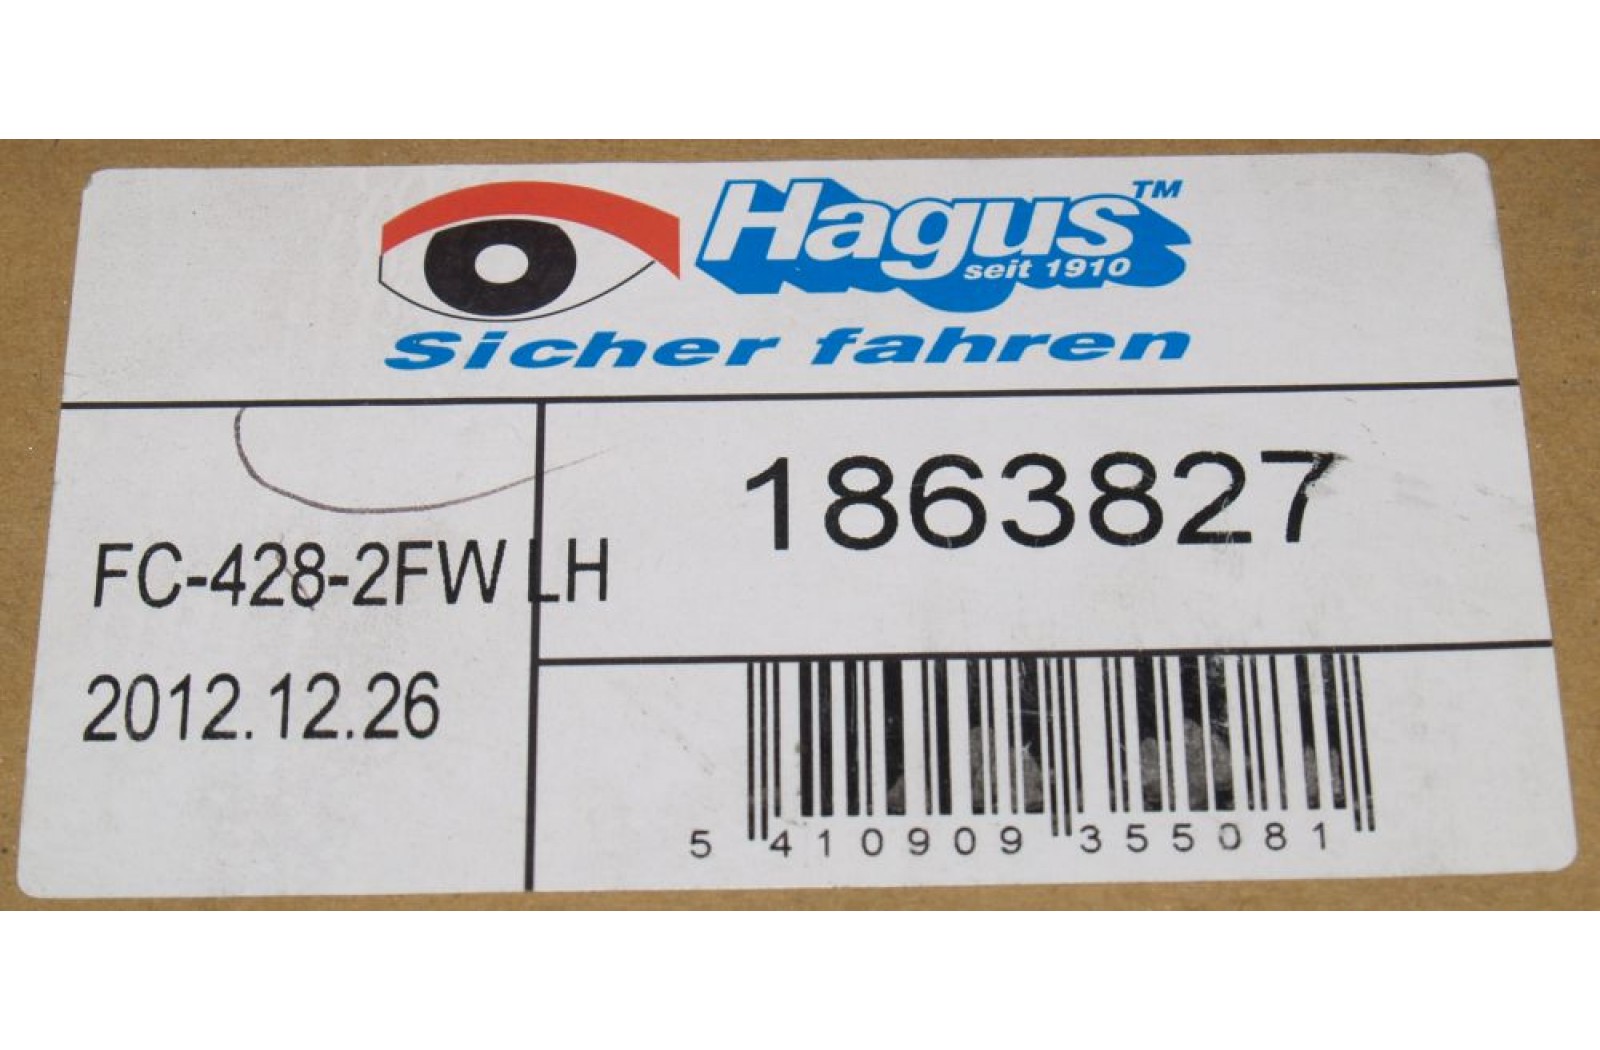 Hagus™
seit 1910
Sicher fahren
1863827
FC-428-2FW LH
2012.12.26
5 410909 355081